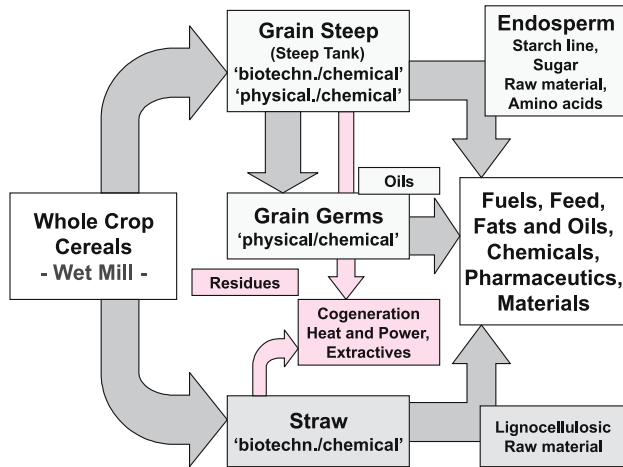 Grain Steep
(Steep Tank)
‘biotechn./chemical’
‘physical./chemical’
Endosperm
Starch line,
Sugar
Raw material,
Amino acids
Oils
Whole Crop
Cereals
- Wet Mill -
Grain Germs
‘physical/chemical’
Fuels, Feed,
Fats and Oils,
Chemicals,
Pharmaceutics,
Materials
Residues
Cogeneration
Heat and Power,
Extractives
Straw
‘biotechn./chemical’
Lignocellulosic
Raw material